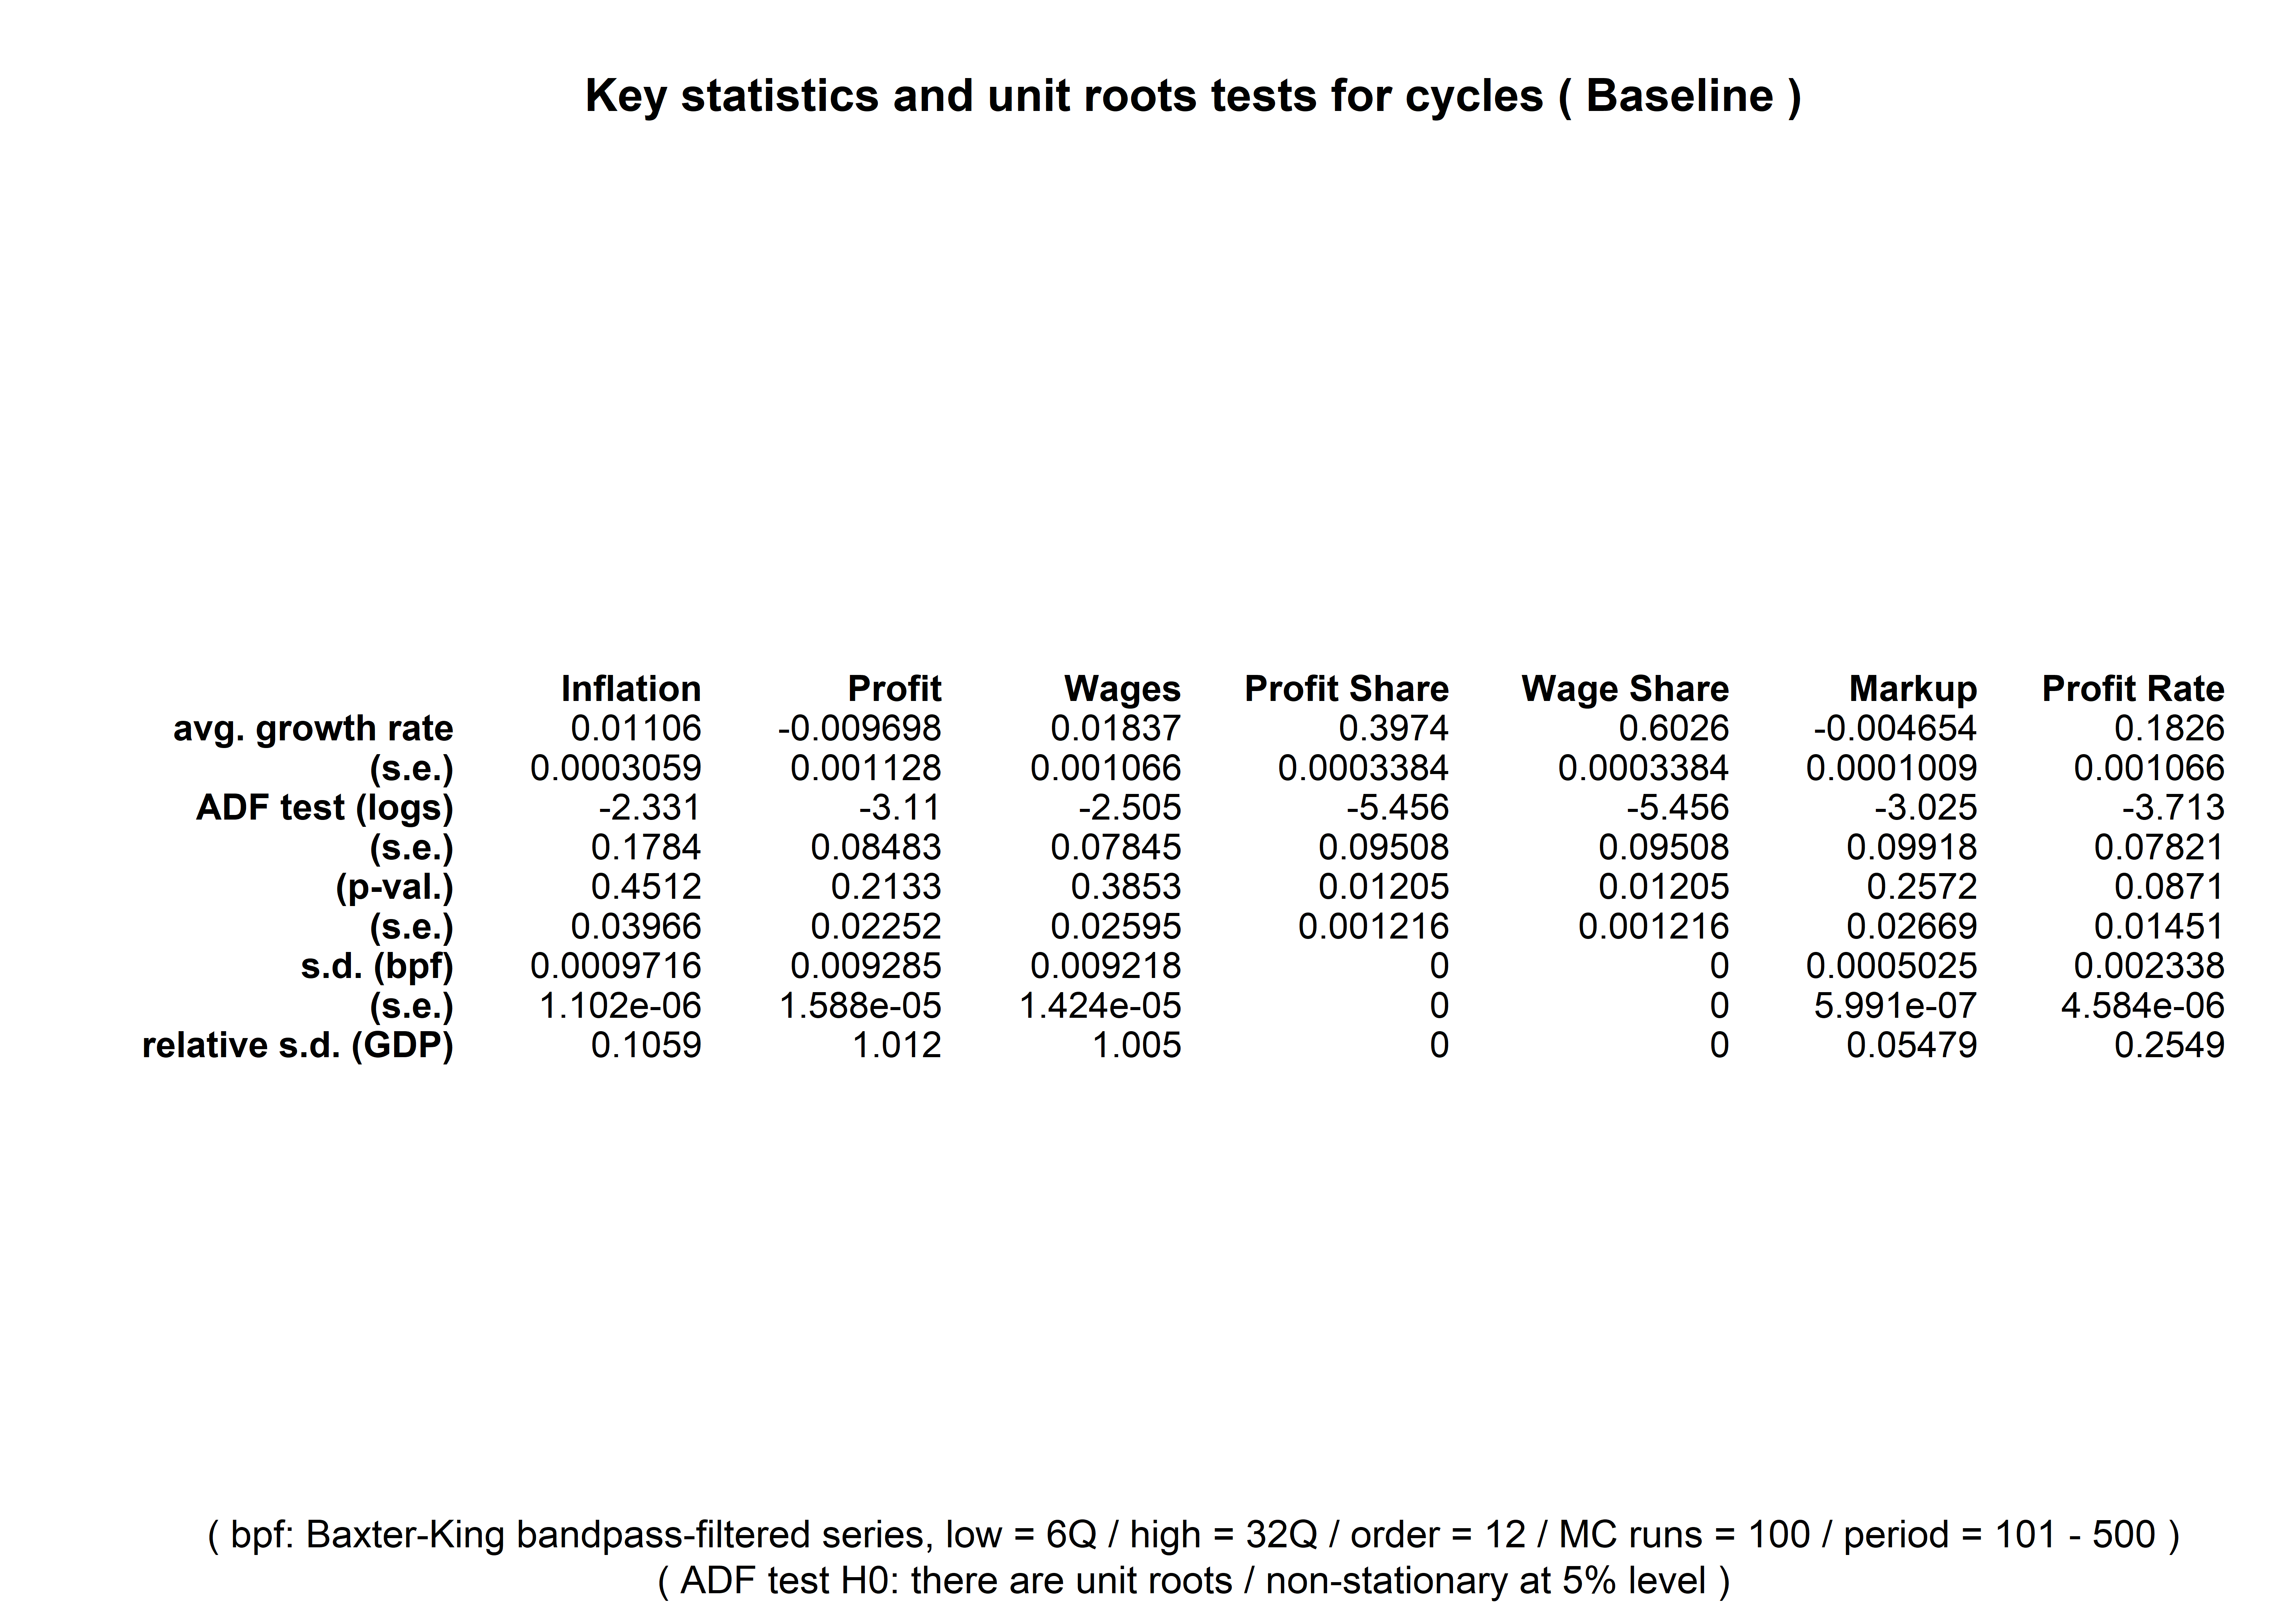 Key statistics and unit roots tests for cycles ( Baseline )
Inflation Profit Wages Profit Share Wage Share Markup Profit Rate
avg. growth rate 0.01106 -0.009698 0.01837 0.3974 0.6026 -0.004654 0.1826
(s.e.) 0.0003059 0.001128 0.001066 0.0003384 0.0003384 0.0001009 0.001066
ADF test (logs) -2.331 -3.11 -2.505 -5.456 -5.456 -3.025 -3.713
(s.e.) 0.1784 0.08483 0.07845 0.09508 0.09508 0.09918 0.07821
(p-val.) 0.4512 0.2133 0.3853 0.01205 0.01205 0.2572 0.0871
(s.e.) 0.03966 0.02252 0.02595 0.001216 0.001216 0.02669 0.01451
s.d. (bpf) 0.0009716 0.009285 0.009218 0 0 0.0005025 0.002338
(s.e.) 1.102e-06 1.588e-05 1.424e-05 0 0 5.991e-07 4.584e-06
relative s.d. (GDP) 0.1059 1.012 1.005 0 0 0.05479 0.2549
( bpf: Baxter-King bandpass-filtered series, low = 6Q / high = 32Q / order = 12 / MC runs = 100 / period = 101 - 500 )
( ADF test H0: there are unit roots / non-stationary at 5% level )